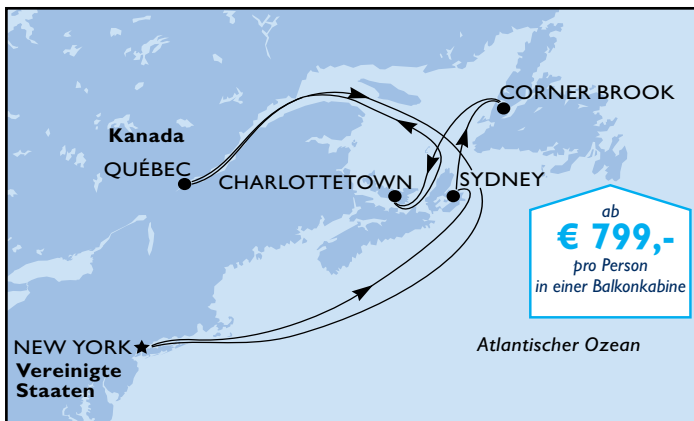 CORNER BROOK
Kanada
QUÉBEC
CHARLOTTETOWN
SYDNEY
ab
€ 799,-
pro Person
in einer Balkonkabine
NEW YORK
Atlantischer Ozean
Vereinigte
Staaten